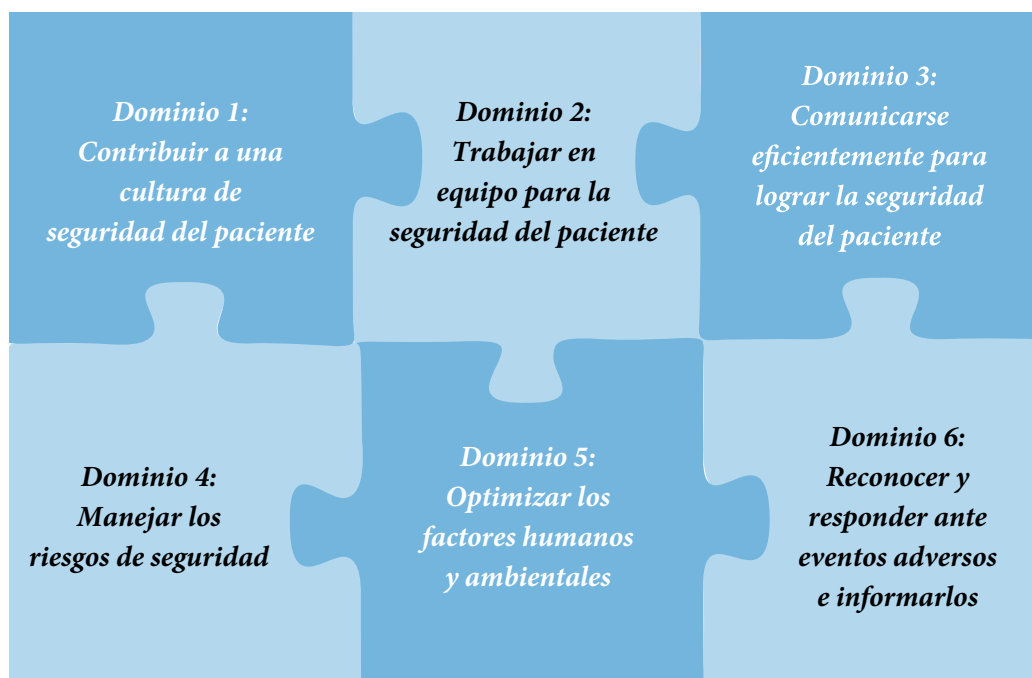 Dominio 1:
Contribuir a una
cultura de
seguridad del paciente
Dominio 2:
Trabajar en
equipo para la
seguridad del paciente
Dominio 3:
Comunicarse
eficientemente para
lograr la seguridad
del paciente
Dominio 4:
Manejar los
riesgos de seguridad
Dominio 5:
Optimizar los
factores humanos
y ambientales
Dominio 6:
Reconocer y
responder ante
eventos adversos
e informarlos